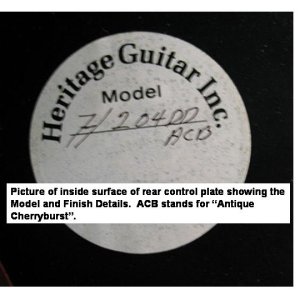 Heritage Guitar Inc.
Model
H204DD
ACB
Picture of inside surface of rear control plate showing the
Model and Finish Details. ACB stands for “Antique
Cherryburst”.